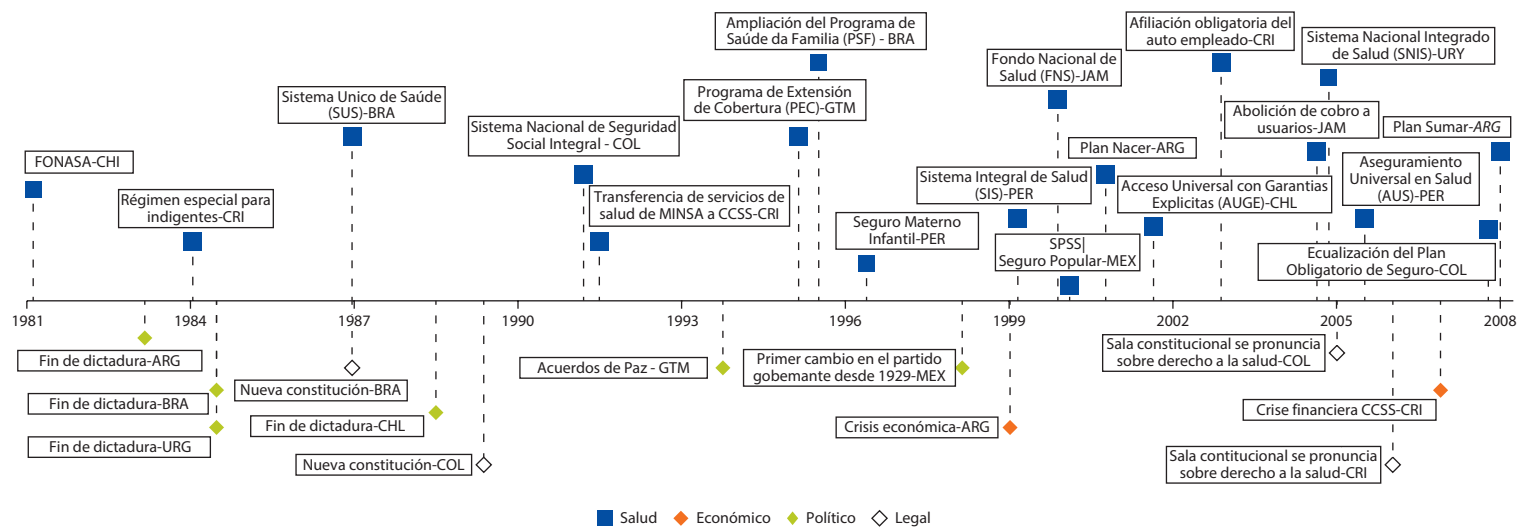 Ampliación del Programa de
Saúde da Familia (PSF) - BRA
Afiliación obligatoria del
auto empleado-CRI
Sistema Nacional Integrado
de Salud (SNIS)-URY
Fondo Nacional de
Salud (FNS)-JAM
Sistema Unico de Saúde
(SUS)-BRA
Programa de Extensión
de Cobertura (PEC)-GTM
Abolición de cobro a
usuarios-JAM
Plan Sumar-ARG
Sistema Nacional de Seguridad
Social Integral - COL
Plan Nacer-ARG
FONASA-CHI
Aseguramiento
Universal en Salud
(AUS)-PER
Régimen especial para
indigentes-CRI
Transferencia de servicios de
salud de MINSA a CCSS-CRI
Sistema Integral de Salud
(SIS)-PER
Acceso Universal con Garantias
Explicitas (AUGE)-CHL
Seguro Materno
Infantil-PER
SPSS|
Seguro Popular-MEX
Ecualización del Plan
Obligatorio de Seguro-COL
1981 1984 1987 1990 1993 1996 1999 2002 2005 2008
Fin de dictadura-ARG
Nueva constitución-BRA
Acuerdos de Paz - GTM
Primer cambio en el partido
gobemante desde 1929-MEX
Sala constitucional se pronuncia
sobre derecho a la salud-COL
Fin de dictadura-BRA
Fin de dictadura-URG
Fin de dictadura-CHL
Crisis económica-ARG
Crise financiera CCSS-CRI
Nueva constitución-COL
Sala contitucional se pronuncia
sobre derecho a la salud-CRI
Salud Económico Político Legal